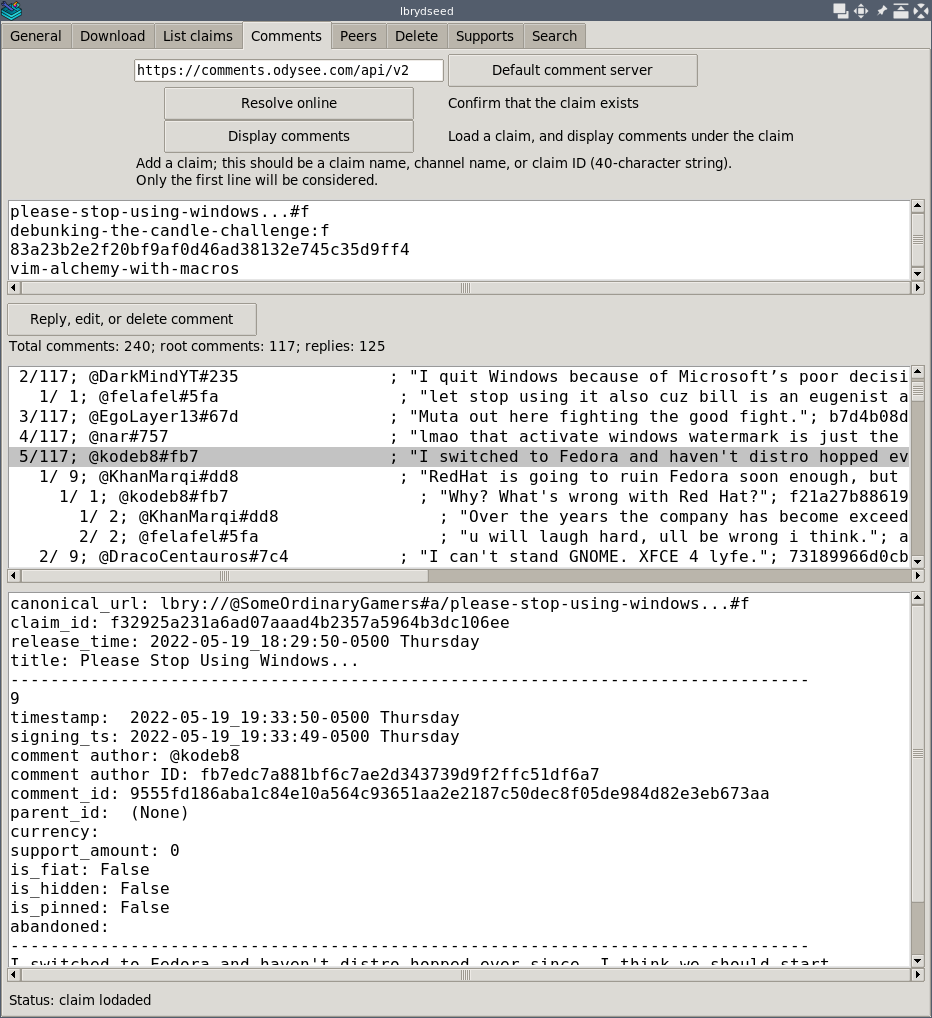 lbrydseed
General Download List claims Comments Peers Delete Supports Search
https://comments.odysee.com/api/v2 Default comment server
Resolve online Confirm that the claim exists
Display comments Load a claim, and display comments under the claim
Add a claim; this should be a claim name, channel name, or claim ID (40-character string).
Only the first line will be considered.
please-stop-using-windows...#f
debunking-the-candle-challenge:f
83a23b2e2f20bf9af0d46ad38132e745c35d9ff4
vim-alchemy-with-macros
Reply, edit, or delete comment
Total comments: 240; root comments: 117; replies: 125
2/117; @DarkMindYT#235 ; "I quit Windows because of Microsoft’s poor decisi
1/ 1; @felafel#5fa ; "let stop using it also cuz bill is an eugenist a
3/117; @EgoLayer13#67d ; "Muta out here fighting the good fight."; b7d4b08d
4/117; @nar#757 ; "lmao that activate windows watermark is just the
5/117; @kodeb8#fb7 ; "I switched to Fedora and haven't distro hopped ev
1/ 9; @KhanMarqi#dd8 ; "RedHat is going to ruin Fedora soon enough, but
1/ 1; @kodeb8#fb7 ; "Why? What's wrong with Red Hat?"; f21a27b88619
1/ 2; @KhanMarqi#dd8 ; "Over the years the company has become exceed
2/ 2; @felafel#5fa ; "u will laugh hard, ull be wrong i think."; a
2/ 9; @DracoCentauros#7c4 ; "I can't stand GNOME. XFCE 4 lyfe."; 73189966d0cb
canonical_url: lbry://@SomeOrdinaryGamers#a/please-stop-using-windows...#f
claim_id: f32925a231a6ad07aaad4b2357a5964b3dc106ee
release_time: 2022-05-19_18:29:50-0500 Thursday
title: Please Stop Using Windows...
--------------------------------------------------------------------------------
9
timestamp:  2022-05-19_19:33:50-0500 Thursday
signing_ts: 2022-05-19_19:33:49-0500 Thursday
comment author: @kodeb8
comment author ID: fb7edc7a881bf6c7ae2d343739d9f2ffc51df6a7
comment_id: 9555fd186aba1c84e10a564c93651aa2e2187c50dec8f05de984d82e3eb673aa
parent_id:  (None)
currency:
support_amount: 0
is_fiat: False
is_hidden: False
is_pinned: False
abandoned:
--------------------------------------------------------------------------------
I switched to Fedora and haven't distro hopped ever since. I think we should start
Status: claim lodaded